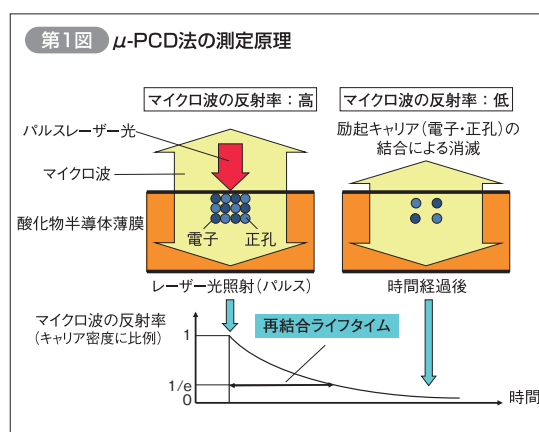 第1図 μ-PCD法の測定原理
マイクロ波の反射率：高
マイクロ波の反射率：低
パルスレーザー光
励起キャリア（電子・正孔）の
結合による消滅
マイクロ波
酸化物半導体薄膜
電子
正孔
レーザー光照射（パルス）
時間経過後
マイクロ波の反射率
（キャリア密度に比例）
再結合ライフタイム
1
1/e
0
時間